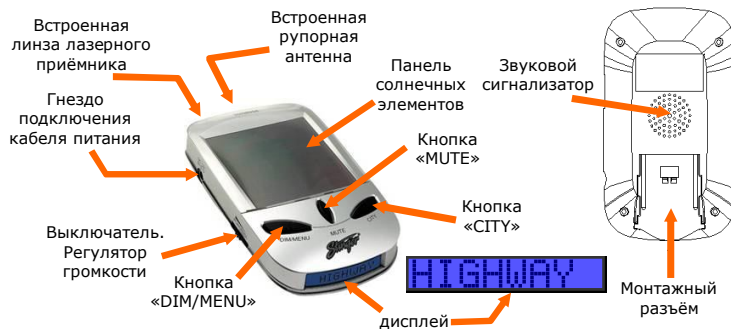 Встроенная
линза лазерного
приёмника
Встроенная
рупорная
антенна
Гнездо
подключения
кабеля питания
Панель
солнечных
элементов
Звуковой
сигнализатор
Кнопка
«MUTE»
Кнопка
«CITY»
Выключатель.
Регулятор
громкости
Кнопка
«DIM/MENU»
DIM/MENU
MUTE
CITY
Stinger
HIGHWAY
HIGHWAY
дисплей
Монтажный
разъём